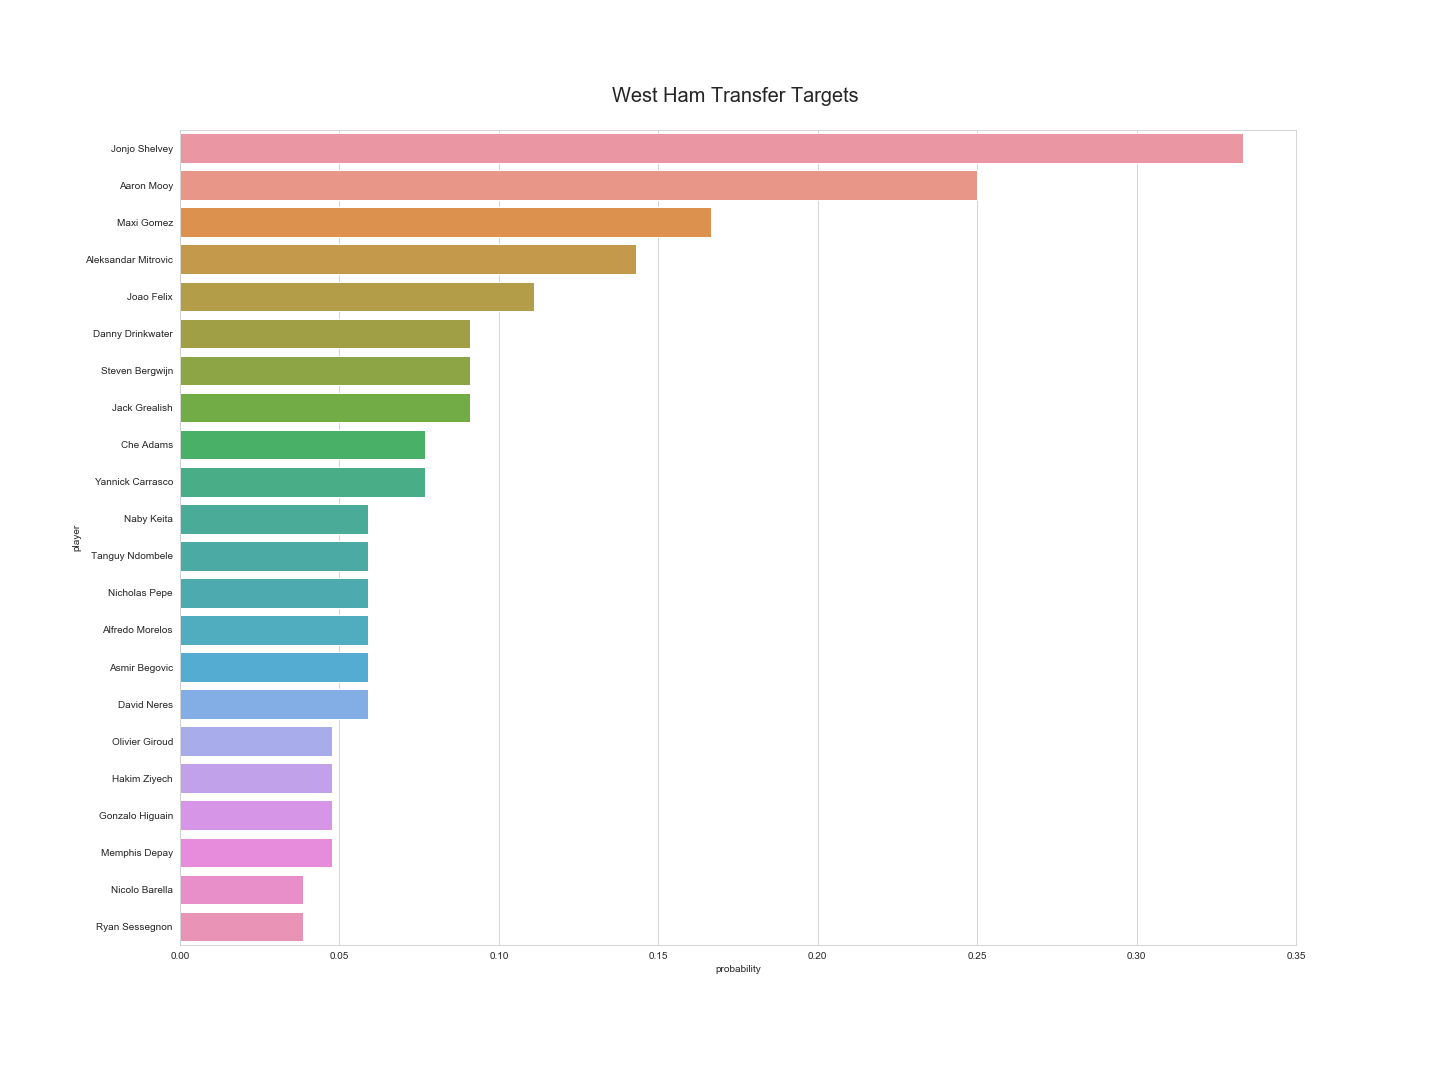 West Ham Transfer Targets
Jonjo Shelvey
Aaron Mooy
Maxi Gomez
Aleksandar Mitrovic
Joao Felix
Danny Drinkwater
Steven Bergwijn
Jack Grealish
Che Adams
Yannick Carrasco
Naby Keita
Tanguy Ndombele
Nicholas Pepe
Alfredo Morelos
Asmir Begovic
David Neres
Olivier Giroud
Hakim Ziyech
Gonzalo Higuain
Memphis Depay
Nicolo Barella
Ryan Sessegnon
player
0.00 0.05 0.10 0.15 0.20 0.25 0.30 0.35
probability